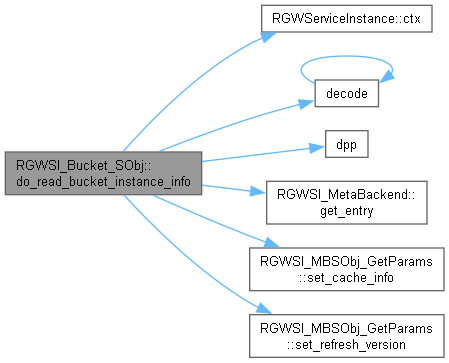 RGWServiceInstance::ctx
decode
RGWSI_Bucket_SObj::
do_read_bucket_instance_info
dpp
RGWSI_MetaBackend::
get_entry
RGWSI_MBSObj_GetParams
::set_cache_info
RGWSI_MBSObj_GetParams
::set_refresh_version